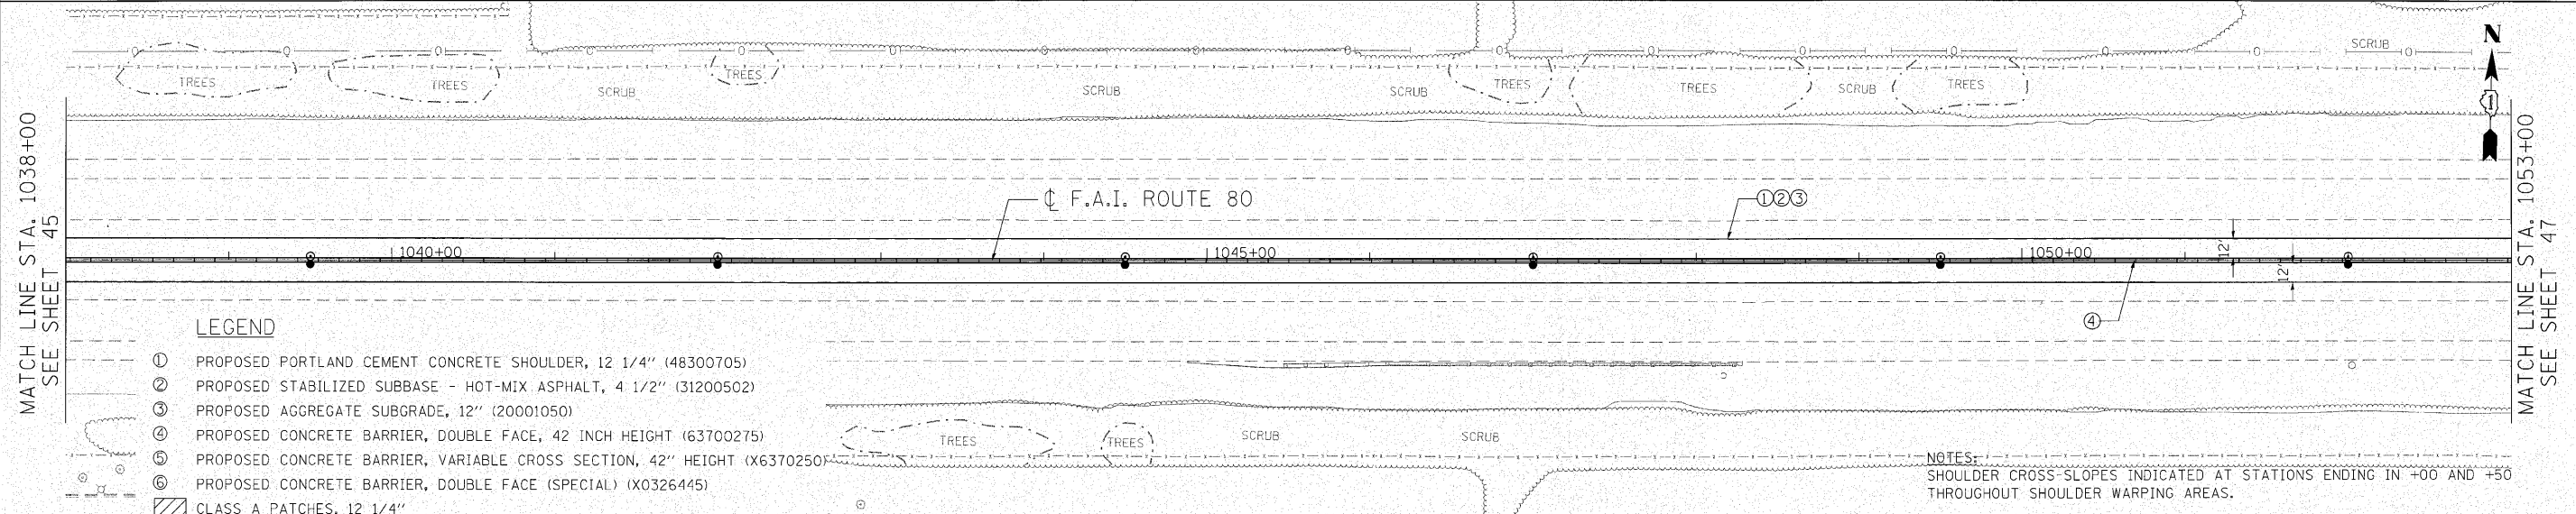 SCRUB
N
TREES
TREES
TREES
SCRUB
SCRUB
SCRUB
TREES
TREES
SCRUB
TREES
1
MATCH LINE STA. 1038+00
SEE SHEET 45
℄ F.A.I. ROUTE 80
①②③
1040+00
1045+00
1050+00
12'
12'
④
MATCH LINE STA. 1053+00
SEE SHEET 47
LEGEND
① PROPOSED PORTLAND CEMENT CONCRETE SHOULDER, 12 1/4" (48300705)
② PROPOSED STABILIZED SUBBASE - HOT-MIX ASPHALT, 4 1/2" (31200502)
③ PROPOSED AGGREGATE SUBGRADE, 12" (20001050)
④ PROPOSED CONCRETE BARRIER, DOUBLE FACE, 42 INCH HEIGHT (63700275)
⑤ PROPOSED CONCRETE BARRIER, VARIABLE CROSS SECTION, 42" HEIGHT (X6370250)
⑥ PROPOSED CONCRETE BARRIER, DOUBLE FACE (SPECIAL) (X0326445)
CLASS A PATCHES, 12 1/4"
TREES
TREES
SCRUB
SCRUB
NOTES:
SHOULDER CROSS-SLOPES INDICATED AT STATIONS ENDING IN +00 AND +50
THROUGHOUT SHOULDER WARPING AREAS.